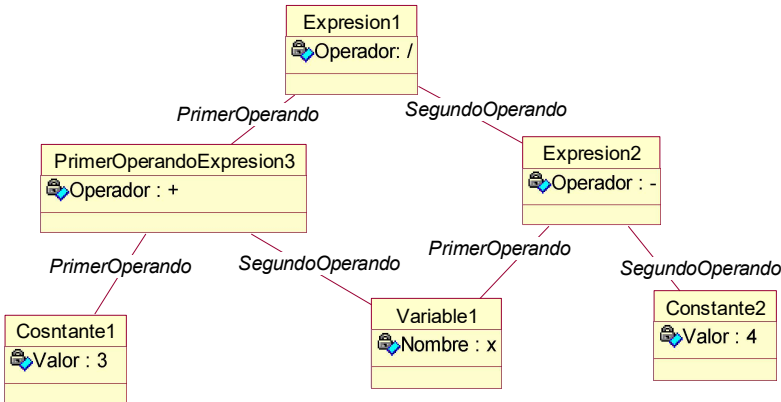 Expresion1
Operador: /
PrimerOperando
SegundoOperando
PrimerOperandoExpresion3
Operador : +
Expresion2
Operador : -
PrimerOperando
SegundoOperando
PrimerOperando
SegundoOperando
Cosntante1
Valor : 3
Variable1
Nombre : x
Constante2
Valor : 4